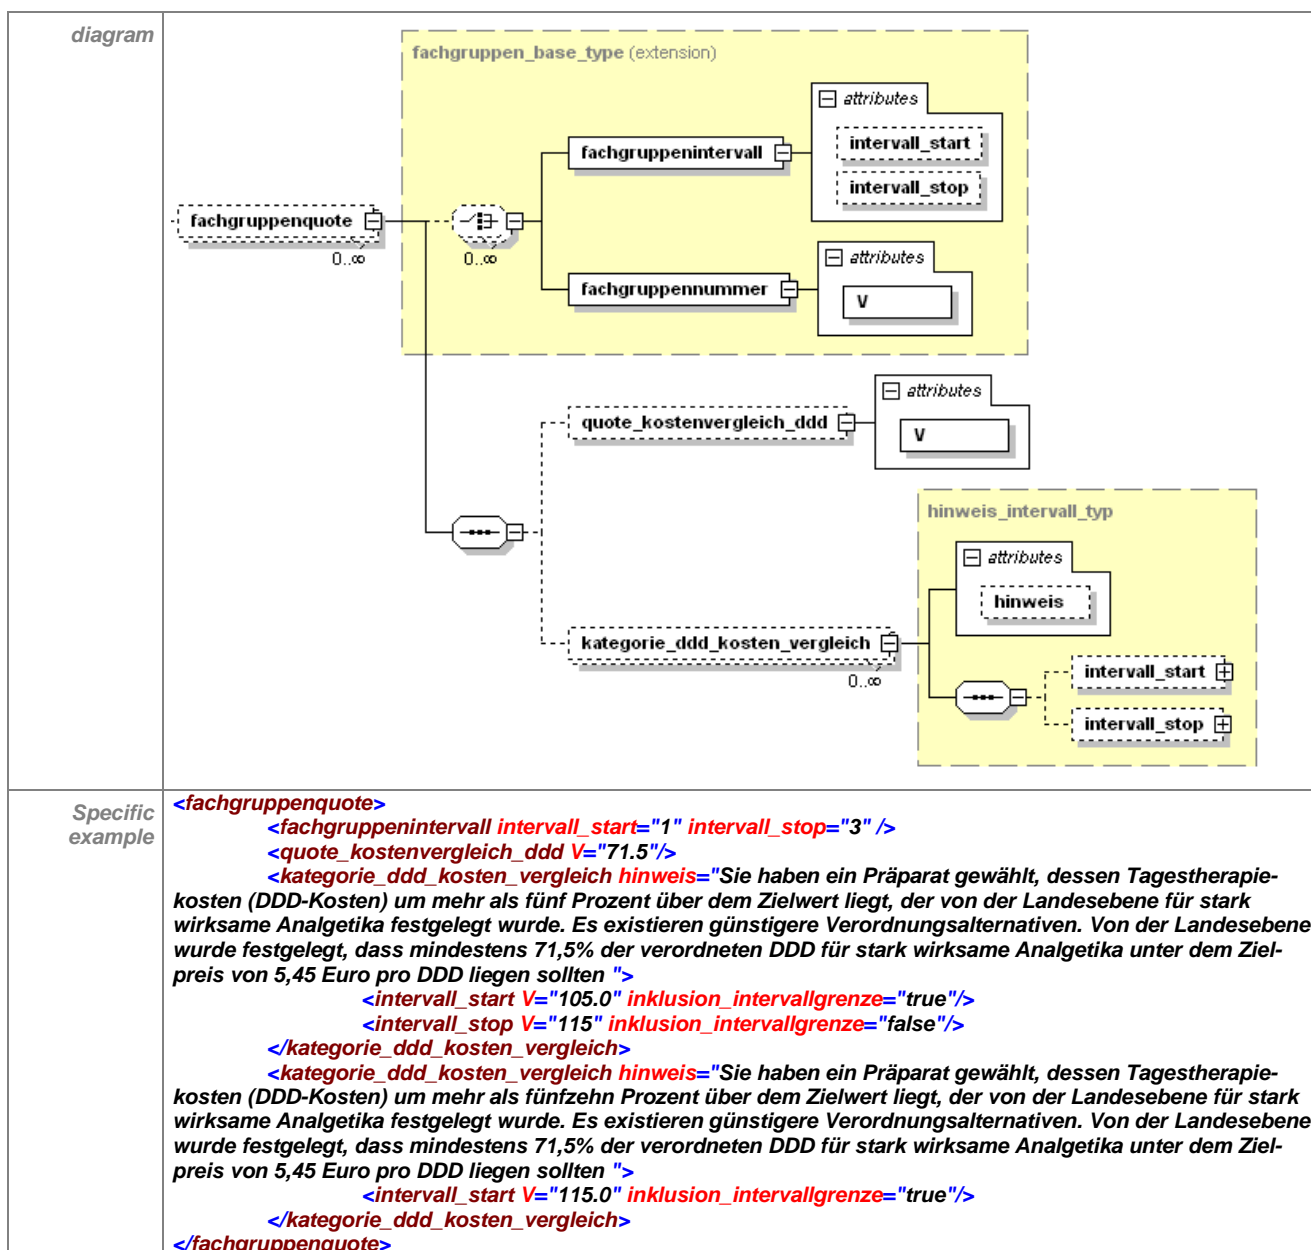 diagram
fachgruppen_base_type (extension)
attributes
intervall_start
fachgruppenintervall
intervall_stop
fachgruppenquote
0..∞
0..∞
attributes
fachgruppennummer
V
attributes
quote_kostenvergleich_ddd
V
hinweis_intervall_typ
attributes
hinweis
kategorie_ddd_kosten_vergleich
0..∞
intervall_start
intervall_stop
Specific
example
<fachgruppenquote>
<fachgruppenintervall intervall_start="1" intervall_stop="3" />
<quote_kostenvergleich_ddd V="71.5"/>
<kategorie_ddd_kosten_vergleich hinweis="Sie haben ein Präparat gewählt, dessen Tagestherapie-
kosten (DDD-Kosten) um mehr als fünf Prozent über dem Zielwert liegt, der von der Landesebene für stark
wirksame Analgetika festgelegt wurde. Es existieren günstigere Verordnungsalternativen. Von der Landesebene
wurde festgelegt, dass mindestens 71,5% der verordneten DDD für stark wirksame Analgetika unter dem Ziel-
preis von 5,45 Euro pro DDD liegen sollten ">
<intervall_start V="105.0" inklusion_intervallgrenze="true"/>
<intervall_stop V="115" inklusion_intervallgrenze="false"/>
</kategorie_ddd_kosten_vergleich>
<kategorie_ddd_kosten_vergleich hinweis="Sie haben ein Präparat gewählt, dessen Tagestherapie-
kosten (DDD-Kosten) um mehr als fünfzehn Prozent über dem Zielwert liegt, der von der Landesebene für stark
wirksame Analgetika festgelegt wurde. Es existieren günstigere Verordnungsalternativen. Von der Landesebene
wurde festgelegt, dass mindestens 71,5% der verordneten DDD für stark wirksame Analgetika unter dem Ziel-
preis von 5,45 Euro pro DDD liegen sollten ">
<intervall_start V="115.0" inklusion_intervallgrenze="true"/>
</kategorie_ddd_kosten_vergleich>
</fachgruppenquote>